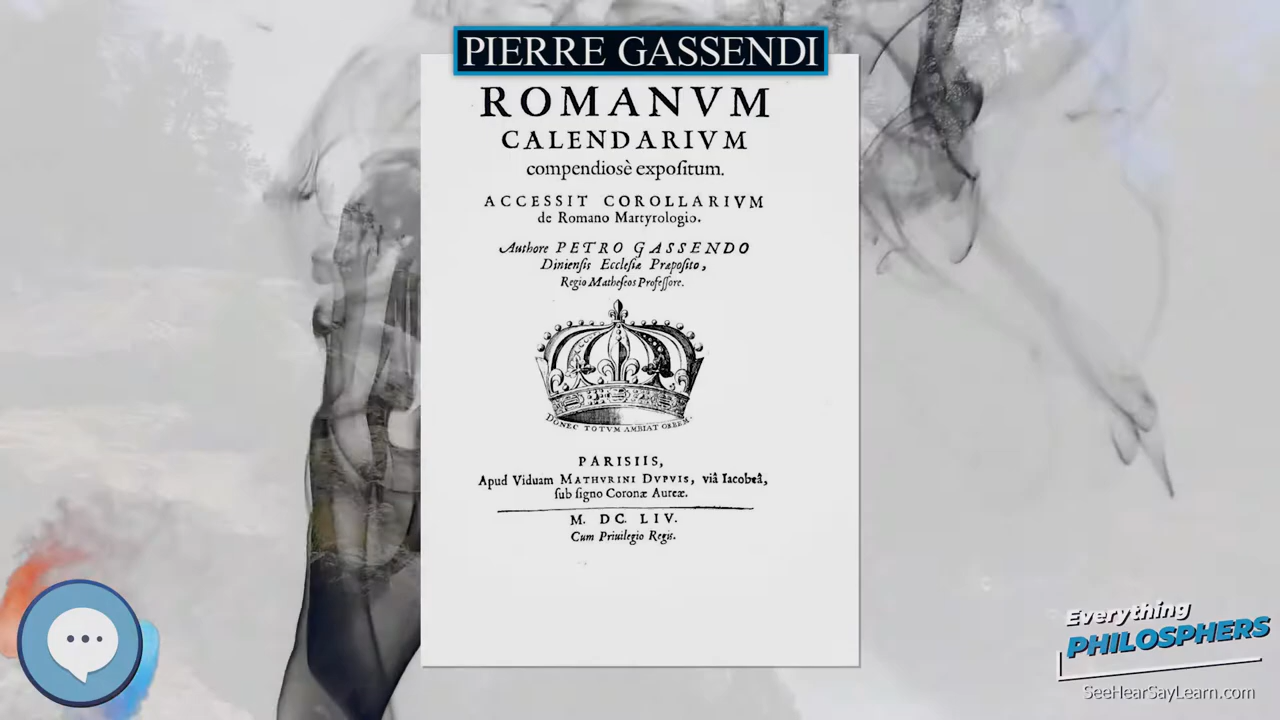 PIERRE GASSENDI
ROMANVM
CALENDARIVM
compendiosè expoſitum.
ACCESSIT COROLLARIVM
de Romano Martyrologio.
Authore PETRO GASSENDO
Dinienſis Eccleſiæ Præpoſito,
Regio Matheſeos Profeſſore.
DONEC TOTVM AMBIAT ORBEM.
PARISIIS,
Apud Viduam MATHVRINI DVPVIS, viâ Iacobæâ,
ſub ſigno Coronæ Aureæ.
M. DC. LIV.
Cum Priuilegio Regis.
Everything
PHILOSPHERS
SeeHearSayLearn.com